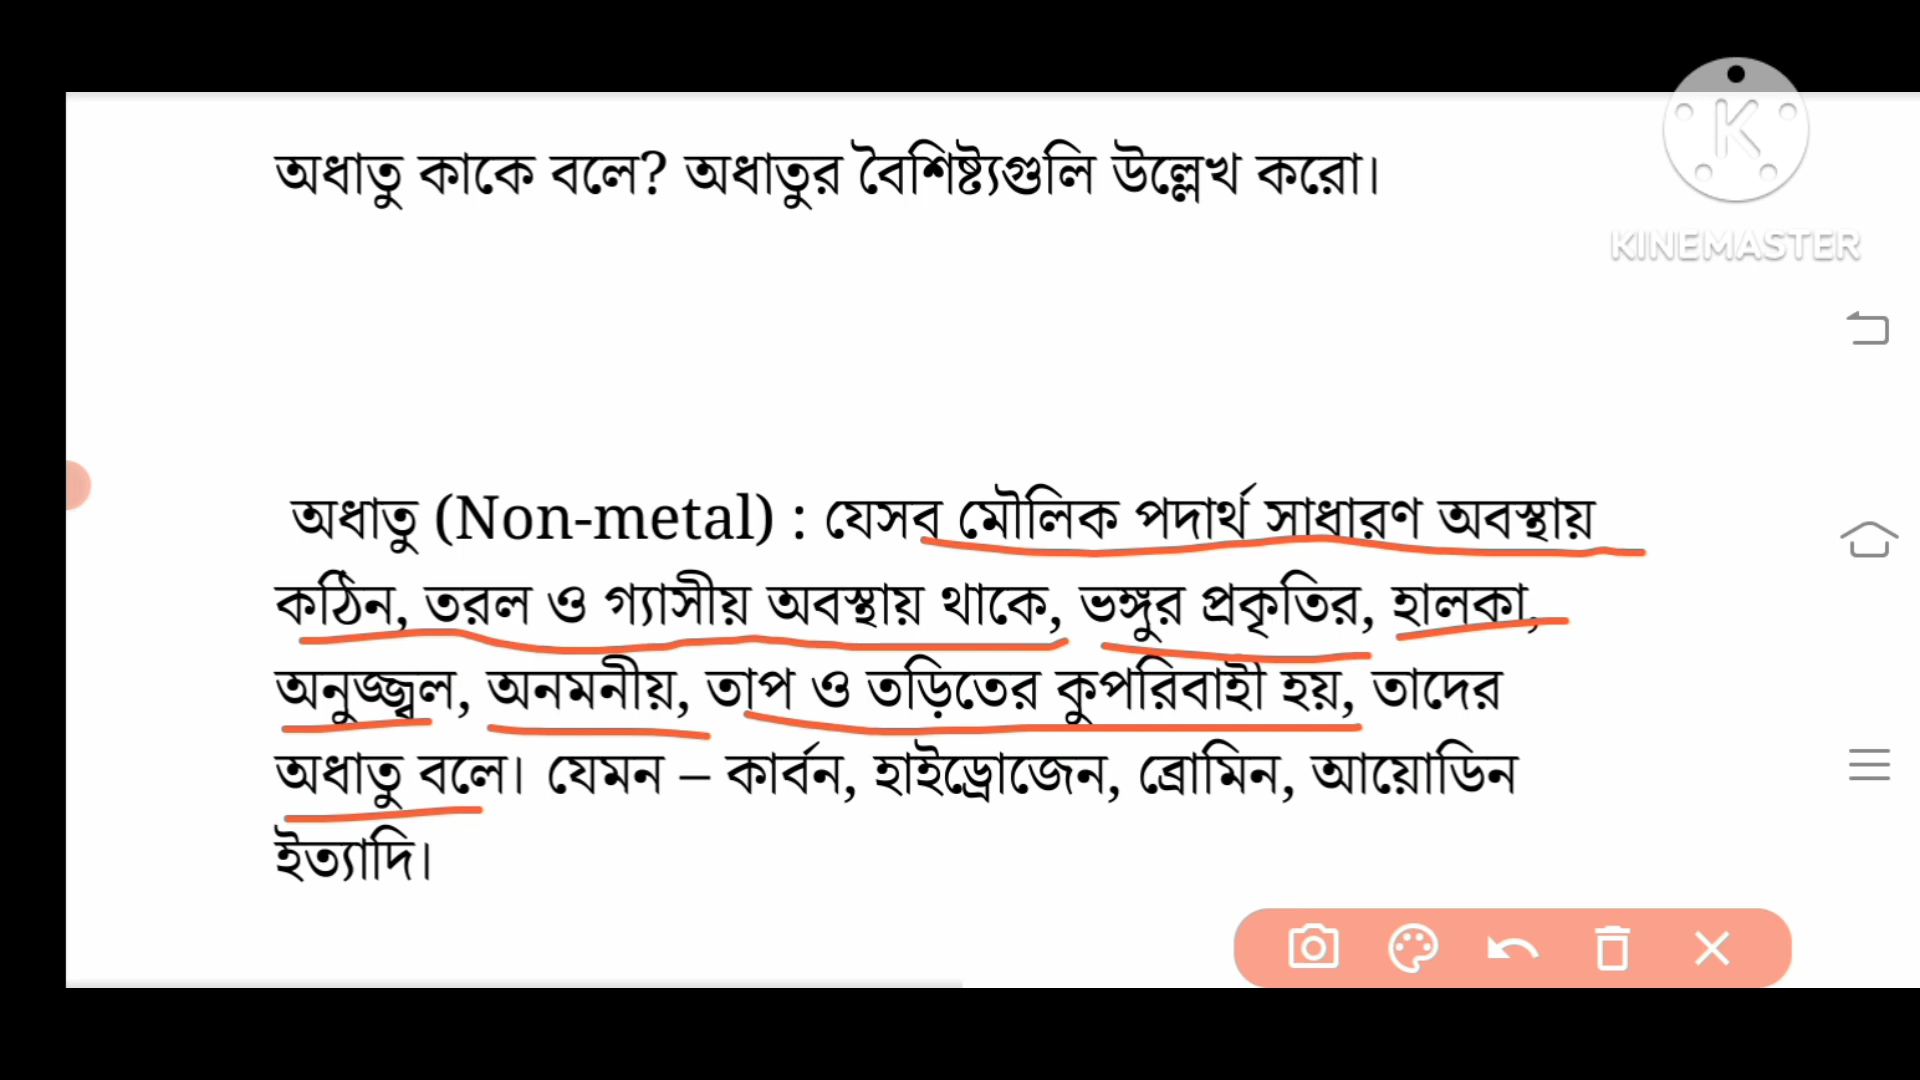 অধাতু কাকে বলে? অধাতুর বৈশিষ্ট্যগুলি উল্লেখ করো।
KINEMASTER
অধাতু (Non-metal) : যেসব মৌলিক পদার্থ সাধারণ অবস্থায়
কঠিন, তরল ও গ্যাসীয় অবস্থায় থাকে, ভঙ্গুর প্রকৃতির, হালকা,
অনুজ্জ্বল, অনমনীয়, তাপ ও তড়িতের কুপরিবাহী হয়, তাদের
অধাতু বলে। যেমন – কার্বন, হাইড্রোজেন, ব্রোমিন, আয়োডিন
ইত্যাদি।